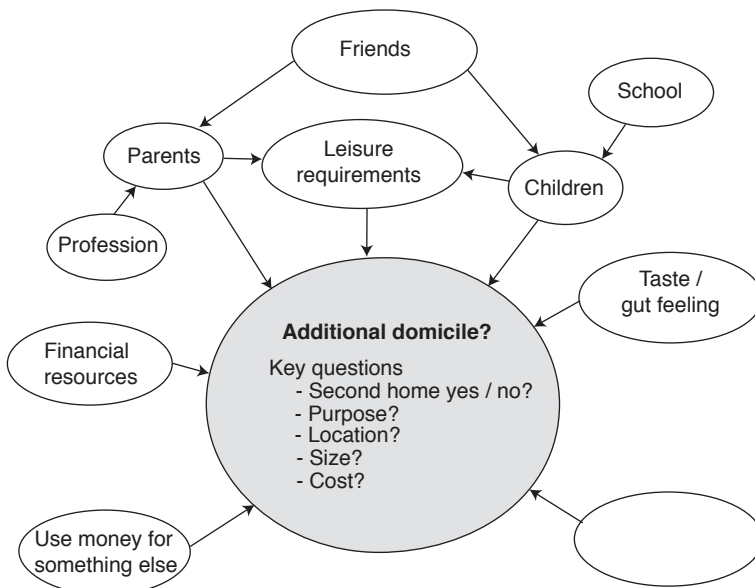 Friends
School
Parents
Leisure
requirements
Children
Profession
Taste /
gut feeling
Additional domicile?
Financial
resources
Key questions
- Second home yes / no?
- Purpose?
- Location?
- Size?
- Cost?
Use money for
something else